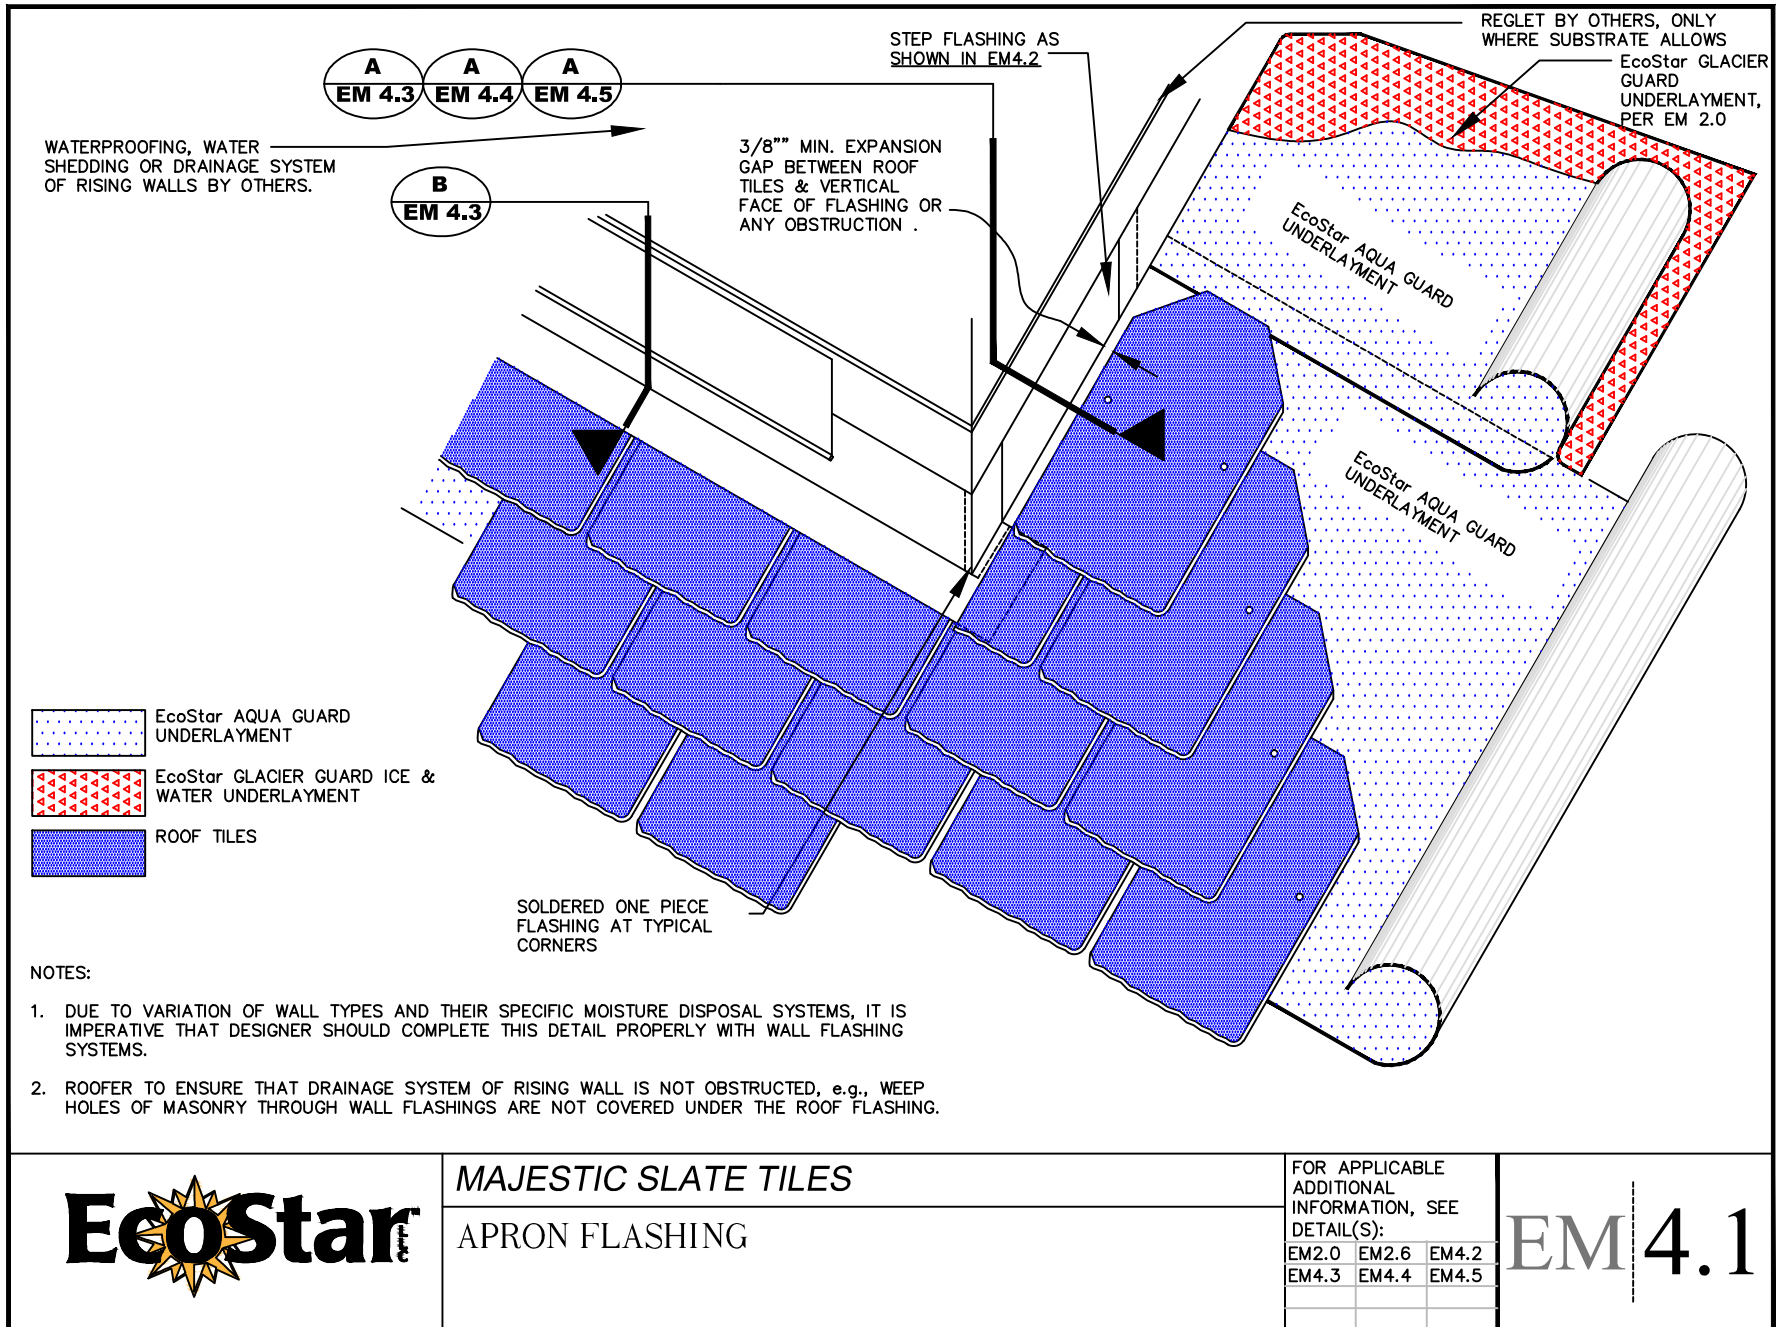 A
EM 4.3
A
EM 4.4
A
EM 4.5
STEP FLASHING AS
SHOWN IN EM4.2
REGLET BY OTHERS, ONLY
WHERE SUBSTRATE ALLOWS
EcoStar GLACIER
GUARD
UNDERLAYMENT,
PER EM 2.0
WATERPROOFING, WATER
SHEDDING OR DRAINAGE SYSTEM
OF RISING WALLS BY OTHERS.
B
EM 4.3
3/8"" MIN. EXPANSION
GAP BETWEEN ROOF
TILES & VERTICAL
FACE OF FLASHING OR
ANY OBSTRUCTION .
EcoStar AQUA GUARD
UNDERLAYMENT
EcoStar AQUA GUARD
UNDERLAYMENT
EcoStar AQUA GUARD
UNDERLAYMENT
EcoStar GLACIER GUARD ICE &
WATER UNDERLAYMENT
ROOF TILES
SOLDERED ONE PIECE
FLASHING AT TYPICAL
CORNERS
NOTES:
1. DUE TO VARIATION OF WALL TYPES AND THEIR SPECIFIC MOISTURE DISPOSAL SYSTEMS, IT IS
IMPERATIVE THAT DESIGNER SHOULD COMPLETE THIS DETAIL PROPERLY WITH WALL FLASHING
SYSTEMS.
2. ROOFER TO ENSURE THAT DRAINAGE SYSTEM OF RISING WALL IS NOT OBSTRUCTED, e.g., WEEP
HOLES OF MASONRY THROUGH WALL FLASHINGS ARE NOT COVERED UNDER THE ROOF FLASHING.
EcoStar
MAJESTIC SLATE TILES
APRON FLASHING
FOR APPLICABLE
ADDITIONAL
INFORMATION, SEE
DETAIL(S):
EM2.0 EM2.6 EM4.2
EM4.3 EM4.4 EM4.5
EM 4.1